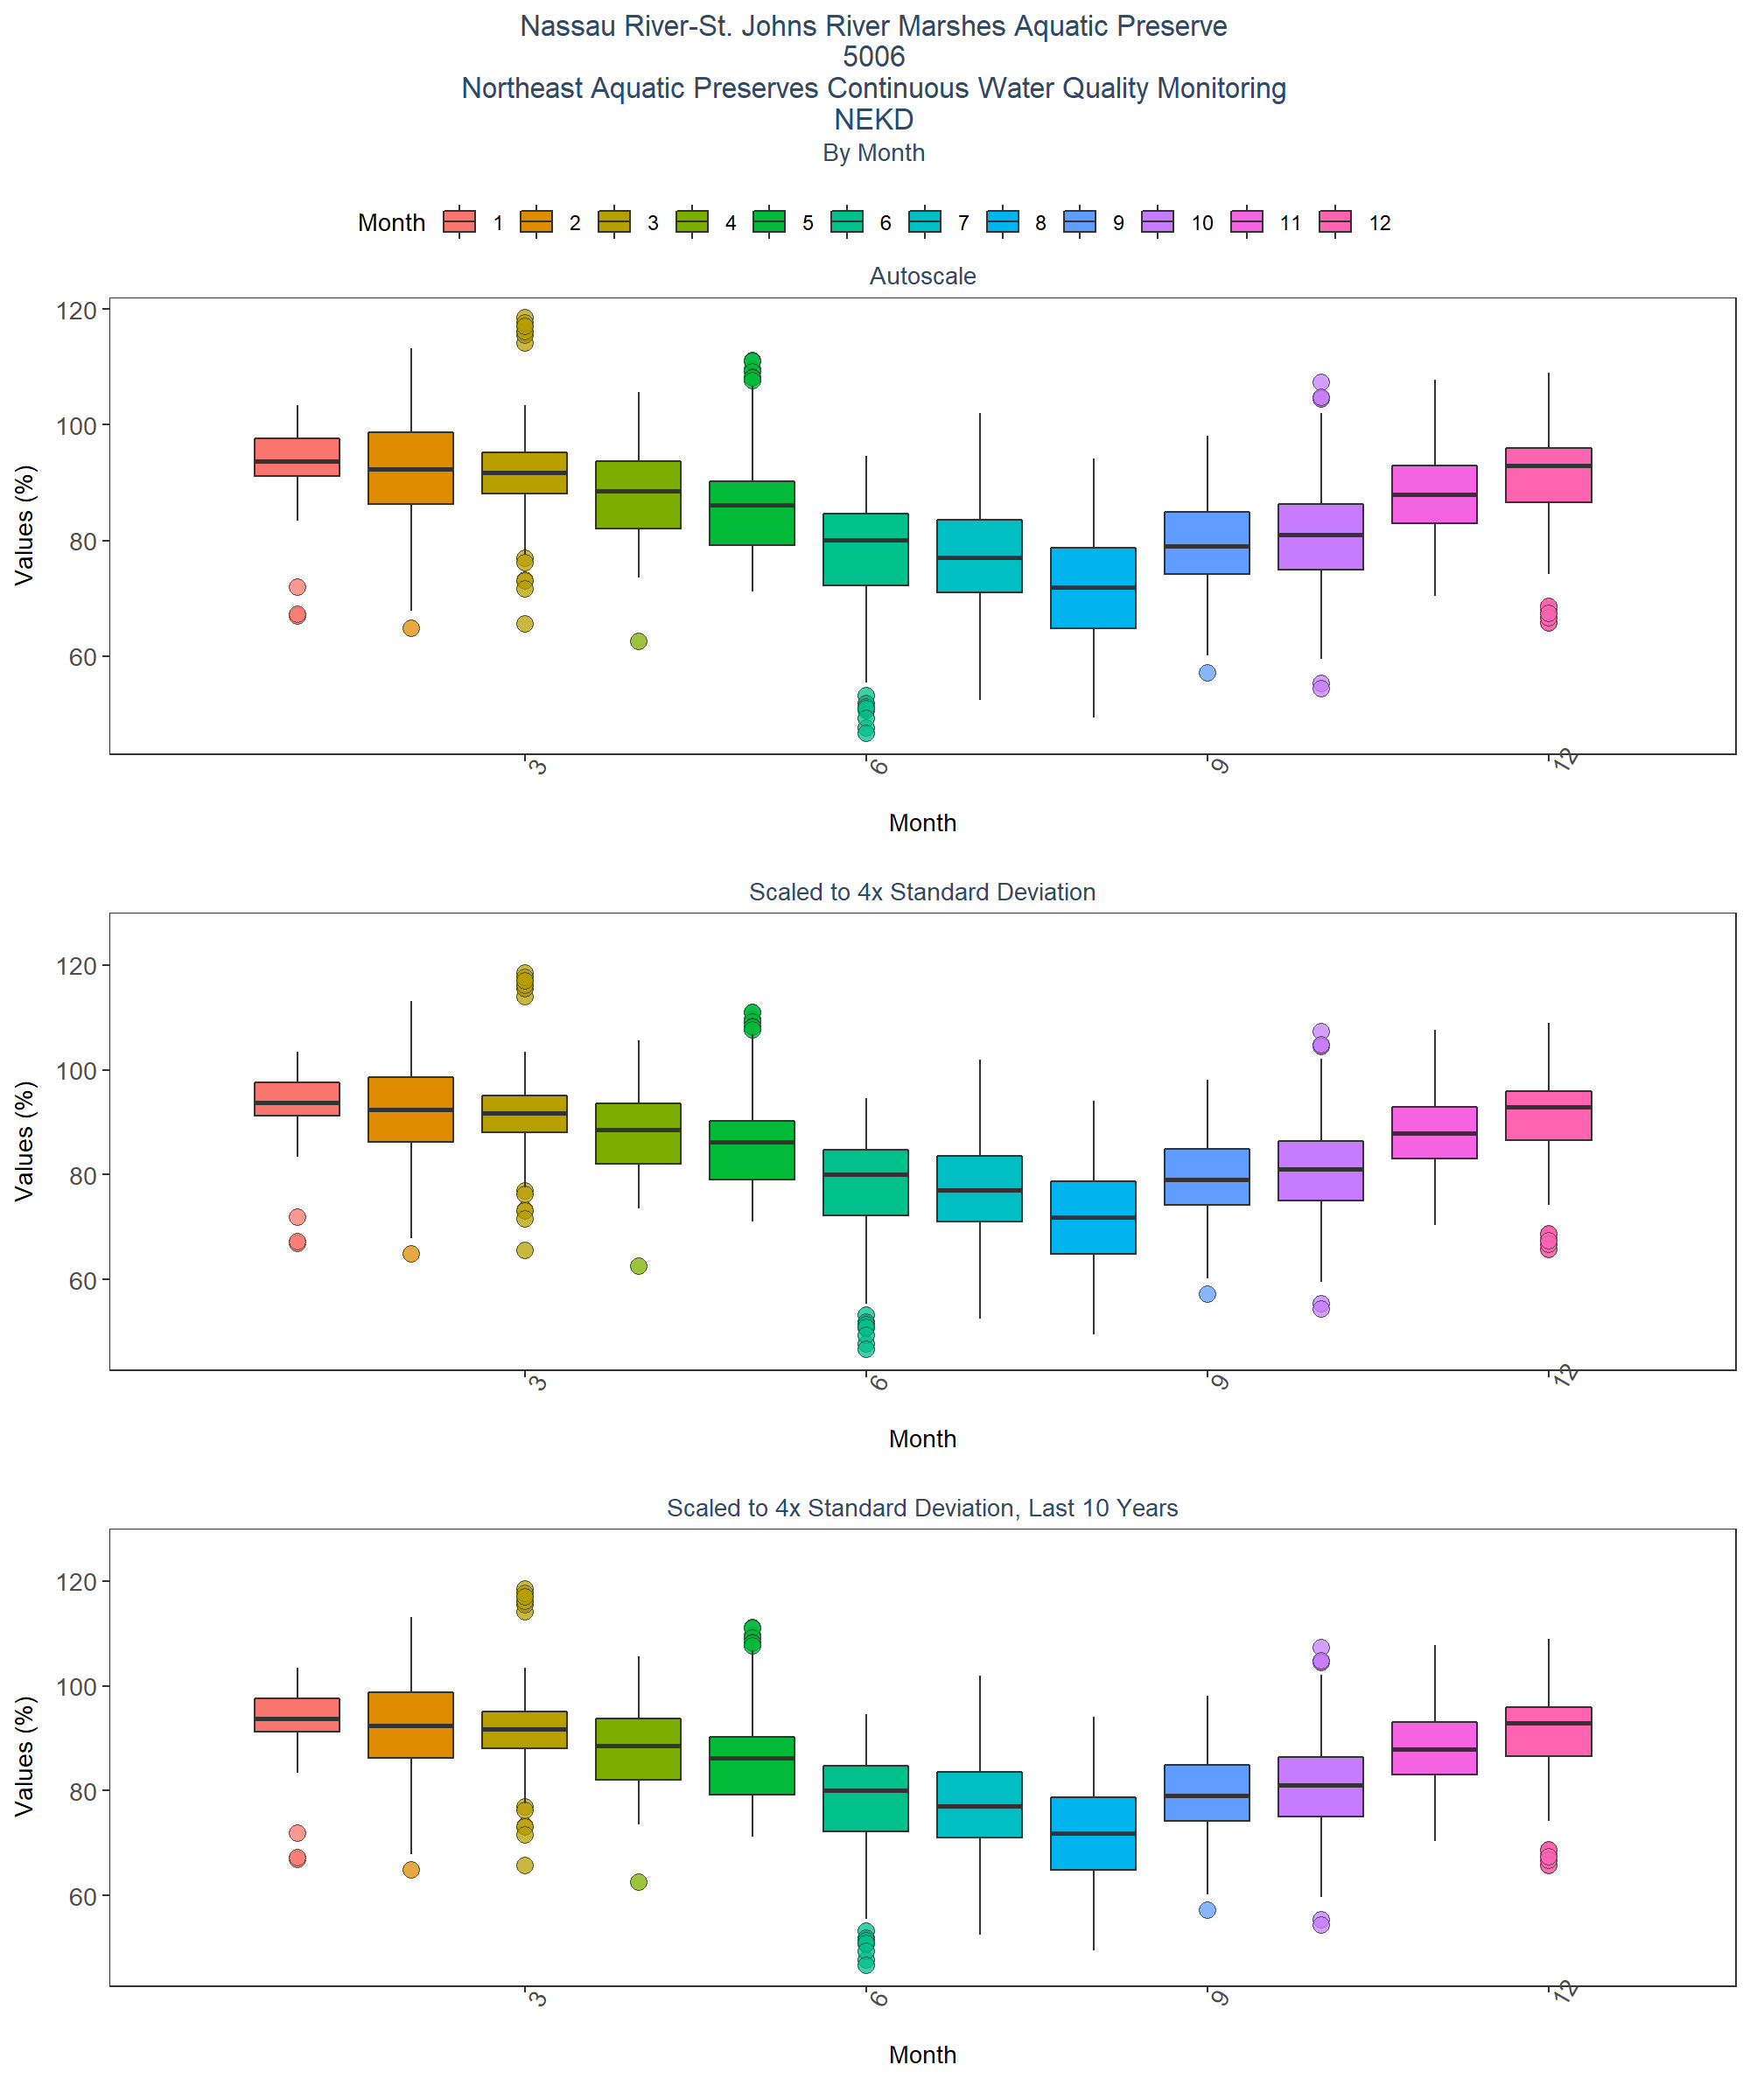 Nassau River-St. Johns River Marshes Aquatic Preserve
5006
Northeast Aquatic Preserves Continuous Water Quality Monitoring
NEKD
By Month
Month 1 2 3 4 5 6 7 8 9 10 11 12
Autoscale
Values (%)
120
100
80
60
3 6 9 12
Month
Scaled to 4x Standard Deviation
Values (%)
120
100
80
60
3 6 9 12
Month
Scaled to 4x Standard Deviation, Last 10 Years
Values (%)
120
100
80
60
3 6 9 12
Month